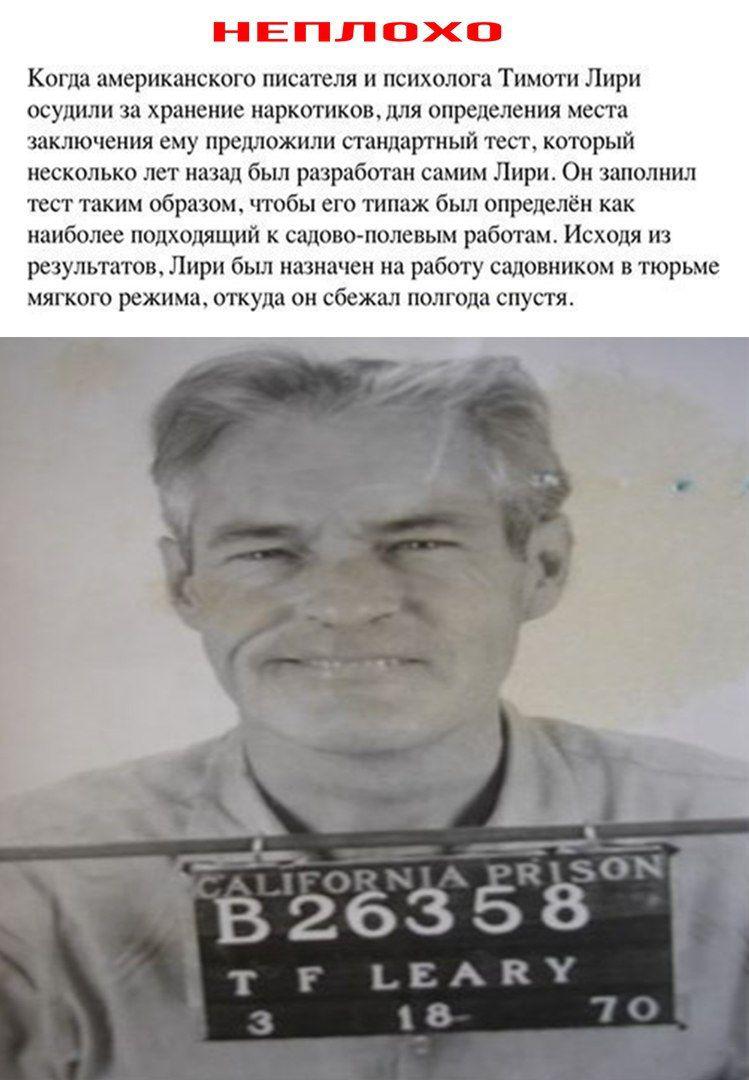 НЕПЛОХО
Когда американского писателя и психолога Тимоти Лири
осудили за хранение наркотиков, для определения места
заключения ему предложили стандартный тест, который
несколько лет назад был разработан самим Лири. Он заполнил
тест таким образом, чтобы его типаж был определён как
наиболее подходящий к садово-полевым работам. Исходя из
результатов, Лири был назначен на работу садовником в тюрьме
мягкого режима, откуда он сбежал полгода спустя.
CALIFORNIA PRISON
B26358
T F LEARY
3 18 70